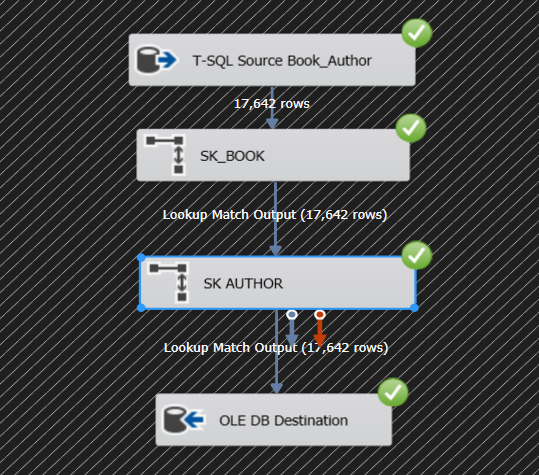 T-SQL Source Book_Author
17,642 rows
SK_BOOK
Lookup Match Output (17,642 rows)
SK AUTHOR
Lookup Match Output (17,642 rows)
OLE DB Destination